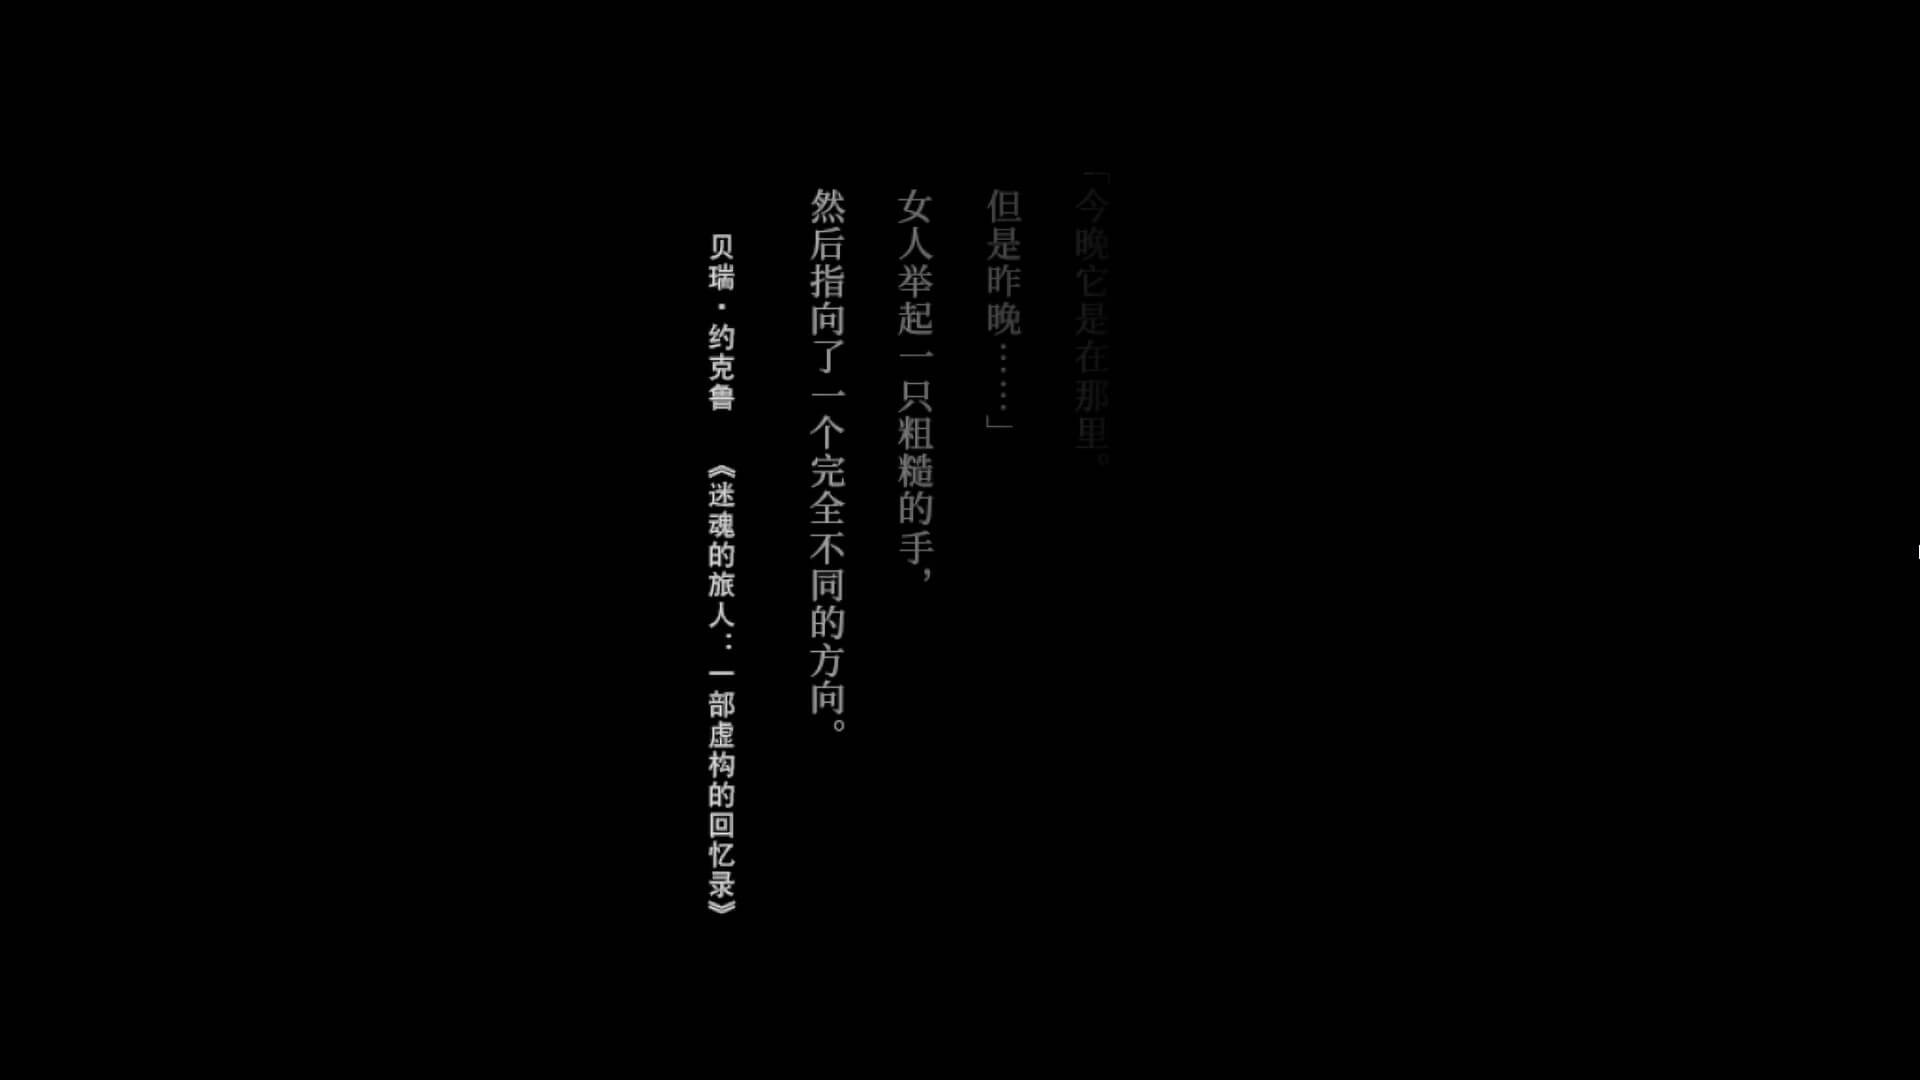 「今晚它是在那里。
但是昨晚……」
女人举起一只粗糙的手，
然后指向了一个完全不同的方向。
贝瑞·约克鲁　《迷魂的旅人：一部虚构的回忆录》